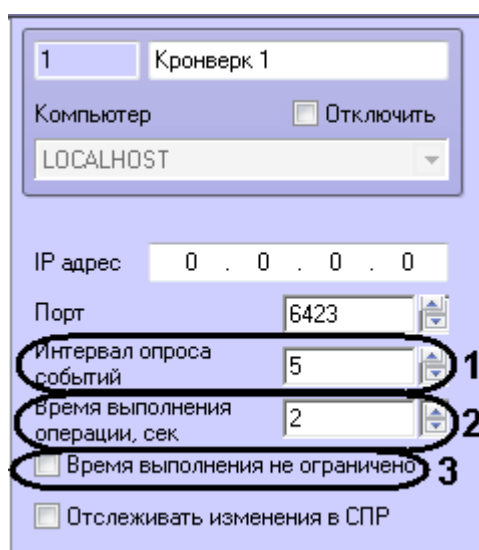 1 Кронверк 1
Компьютер Отключить
LOCALHOST
IP адрес 0 . 0 . 0 . 0
Порт 6423
Интервал опроса
событий 5 1
Время выполнения
операции, сек 2 2
Время выполнения не ограничено 3
Отслеживать изменения в СПР